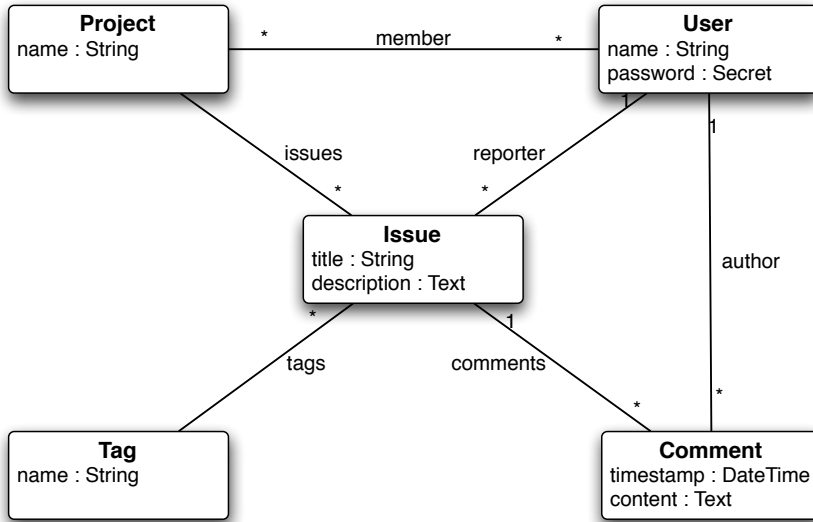 Project
name : String
* member *
User
name : String
password : Secret
1
1
issues
reporter
*
*
Issue
title : String
description : Text
author
*
1
tags
comments
*
*
Tag
name : String
Comment
timestamp : DateTime
content : Text